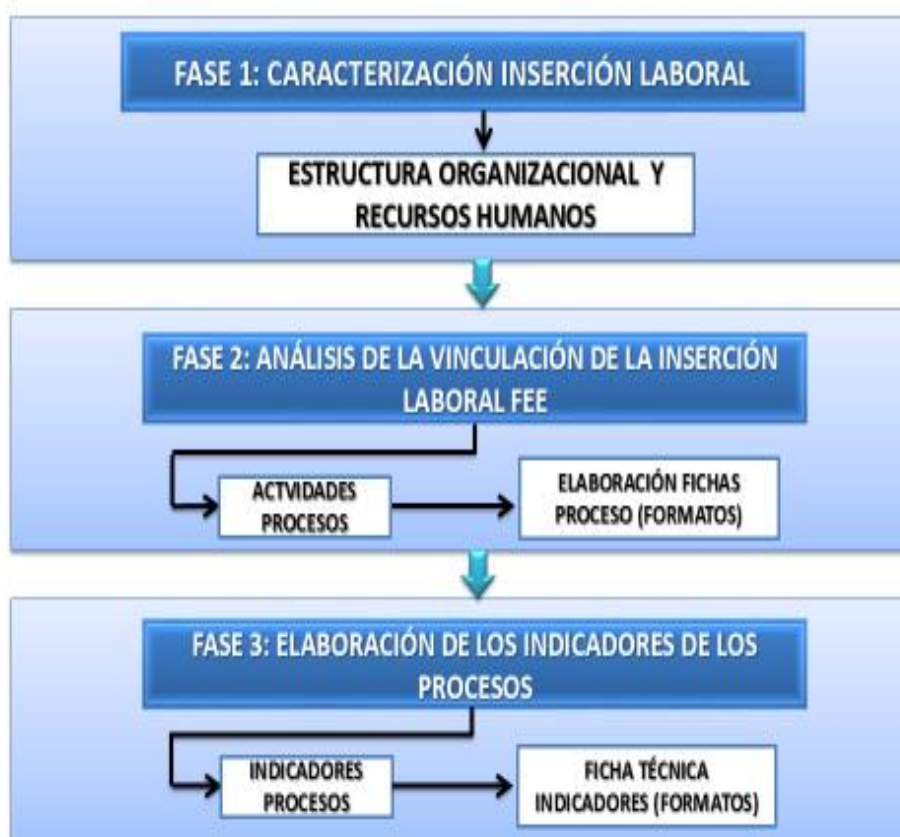 FASE 1: CARACTERIZACIÓN INSERCIÓN LABORAL
ESTRUCTURA ORGANIZACIONAL Y
RECURSOS HUMANOS
FASE 2: ANÁLISIS DE LA VINCULACIÓN DE LA INSERCIÓN
LABORAL FEE
ACTVIDADES
PROCESOS
ELABORACIÓN FICHAS
PROCESO (FORMATOS)
FASE 3: ELABORACIÓN DE LOS INDICADORES DE LOS
PROCESOS
INDICADORES
PROCESOS
FICHA TÉCNICA
INDICADORES (FORMATOS)